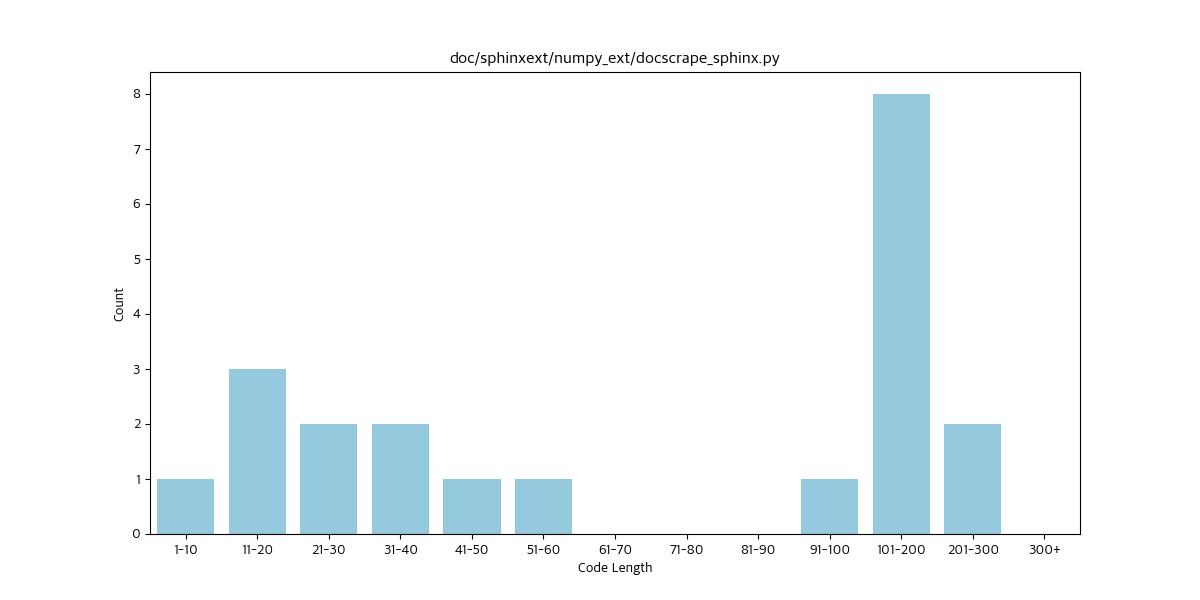 doc/sphinxext/numpy_ext/docscrape_sphinx.py
8
7
6
5
4
3
2
1
0
Count
1-10 11-20 21-30 31-40 41-50 51-60 61-70 71-80 81-90 91-100 101-200 201-300 300+
Code Length